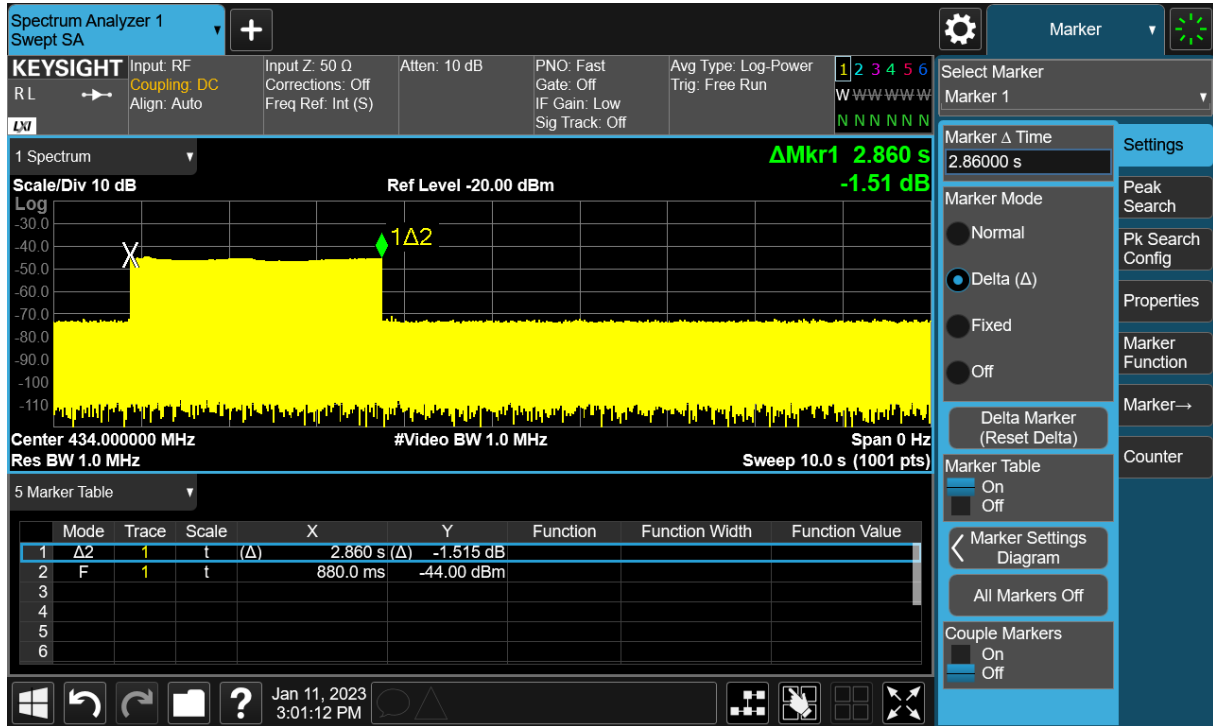 Spectrum Analyzer 1
Swept SA
Marker
KEYSIGHT
RL
LXI
Input: RF
Coupling: DC
Align: Auto
Input Z: 50 Ω
Corrections: Off
Freq Ref: Int (S)
Atten: 10 dB
PNO: Fast
Gate: Off
IF Gain: Low
Sig Track: Off
Avg Type: Log-Power
Trig: Free Run
1 2 3 4 5 6
W W W W W W
N N N N N N
Select Marker
Marker 1
1 Spectrum
ΔMkr1 2.860 s
-1.51 dB
Scale/Div 10 dB
Ref Level -20.00 dBm
Log
-30.0
-40.0
-50.0
-60.0
-70.0
-80.0
-90.0
-100
-110
X
1Δ2
Center 434.000000 MHz
#Video BW 1.0 MHz
Span 0 Hz
Res BW 1.0 MHz
Sweep 10.0 s (1001 pts)
5 Marker Table
Mode Trace Scale X Y Function Function Width Function Value
1 Δ2 1 t (Δ) 2.860 s (Δ) -1.515 dB
2 F 1 t 880.0 ms -44.00 dBm
3
4
5
6
Marker Δ Time
2.86000 s
Marker Mode
Normal
Delta (Δ)
Fixed
Off
Delta Marker
(Reset Delta)
Marker Table
On
Off
Marker Settings
Diagram
All Markers Off
Couple Markers
On
Off
Settings
Peak
Search
Pk Search
Config
Properties
Marker
Function
Marker→
Counter
?
Jan 11, 2023
3:01:12 PM